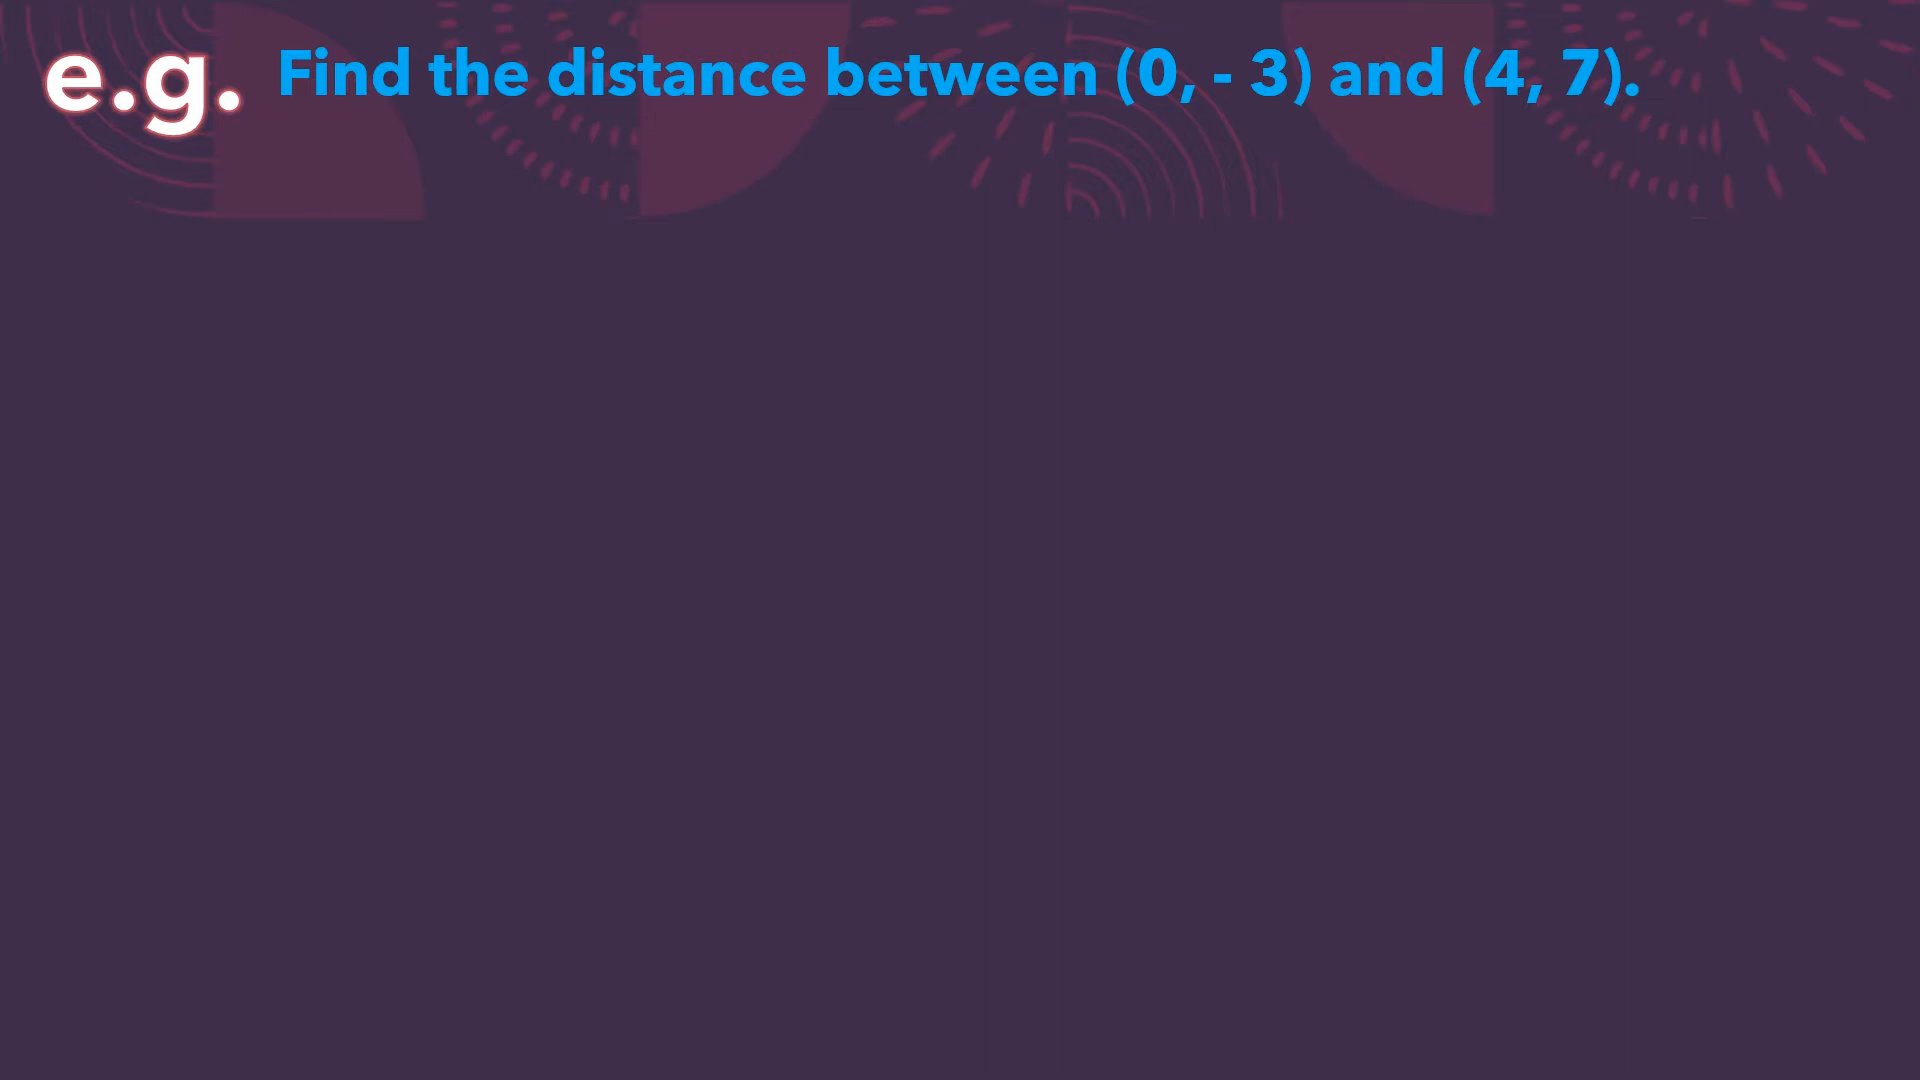 e.g. Find the distance between (0, - 3) and (4, 7).